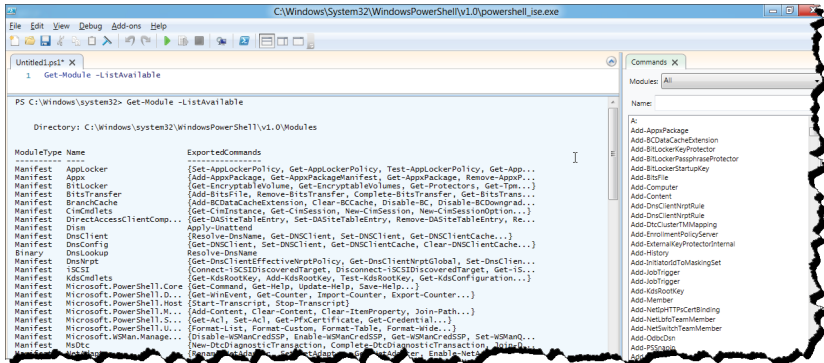 C:\Windows\System32\WindowsPowerShell\v1.0\powershell_ise.exe
File Edit View Debug Add-ons Help
Untitled1.ps1* X
1 Get-Module -ListAvailable
PS C:\Windows\system32> Get-Module -ListAvailable
Directory: C:\Windows\system32\WindowsPowerShell\v1.0\Modules
ModuleType Name ExportedCommands
---------- ---- ----------------
Manifest AppLocker {Set-AppLockerPolicy, Get-AppLockerPolicy, Test-AppLockerPolicy, Get-App...
Manifest Appx {Add-AppxPackage, Get-AppxPackageManifest, Get-AppxPackage, Remove-AppxP...
Manifest BitLocker {Get-EncryptableVolume, Get-EncryptableVolumes, Get-Protectors, Get-Tpm...}
Manifest BitsTransfer {Add-BitsFile, Remove-BitsTransfer, Complete-BitsTransfer, Get-BitsTransfer...}
Manifest BranchCache {Add-BCDataCacheExtension, Clear-BCCache, Disable-BC, Disable-BCDowngrad...
Manifest CimCmdlets {Get-CimInstance, Get-CimSession, New-CimSession, New-CimSessionOption...}
Manifest DirectAccessClientComp... {Get-DASiteTableEntry, Set-DASiteTableEntry, Remove-DASiteTableEntry, Re...
Manifest Dism Apply-Unattend
Manifest DnsClient {Resolve-DnsName, Get-DNSClient, Set-DNSClient, Get-DNSClientCache...}
Manifest DnsConfig {Get-DNSClient, Set-DNSClient, Get-DNSClientCache, Clear-DNSClientCache...}
Binary DnsLookup Resolve-DnsName
Manifest DnsNrpt {Get-DnsClientEffectiveNrptPolicy, Get-DnsClientNrptGlobal, Set-DnsClien...
Manifest iSCSI {Connect-iSCSIDiscoveredTarget, Disconnect-iSCSIDiscoveredTarget, Get-iS...
Manifest KdsCmdlets {Get-KdsRootKey, Add-KdsRootKey, Test-KdsRootKey, Get-KdsConfiguration...}
Manifest Microsoft.PowerShell.Core {Get-Command, Get-Help, Update-Help, Save-Help...}
Manifest Microsoft.PowerShell.D... {Get-WinEvent, Get-Counter, Import-Counter, Export-Counter...}
Manifest Microsoft.PowerShell.Host {Start-Transcript, Stop-Transcript}
Manifest Microsoft.PowerShell.M... {Add-Content, Clear-Content, Clear-ItemProperty, Join-Path...}
Manifest Microsoft.PowerShell.S... {Get-Acl, Set-Acl, Get-PfxCertificate, Get-Credential...}
Manifest Microsoft.PowerShell.U... {Format-List, Format-Custom, Format-Table, Format-Wide...}
Manifest Microsoft.WSMan.Manage... {Disable-WSManCredSSP, Enable-WSManCredSSP, Get-WSManCredSSP, Set-WSManQ...
Manifest MsDtc {New-DtcDiagnosticTransaction, Complete-DtcDiagnosticTransaction,
Commands X
Modules: All
Name:
A:
Add-AppxPackage
Add-BCDataCacheExtension
Add-BitLockerKeyProtector
Add-BitLockerPassphraseProtector
Add-BitLockerStartupKey
Add-BitsFile
Add-Computer
Add-Content
Add-DnsClientNrptRule
Add-DnsClientNrptRule
Add-DtcClusterTMMapping
Add-EnrollmentPolicyServer
Add-ExternalKeyProtectorInternal
Add-History
Add-InitiatorIdToMaskingSet
Add-JobTrigger
Add-JobTrigger
Add-KdsRootKey
Add-Member
Add-NetIpHTTPsCertBinding
Add-NetLbfoTeamMember
Add-NetSwitchTeamMember
Add-OdbcDsn
Add-PSSnapin